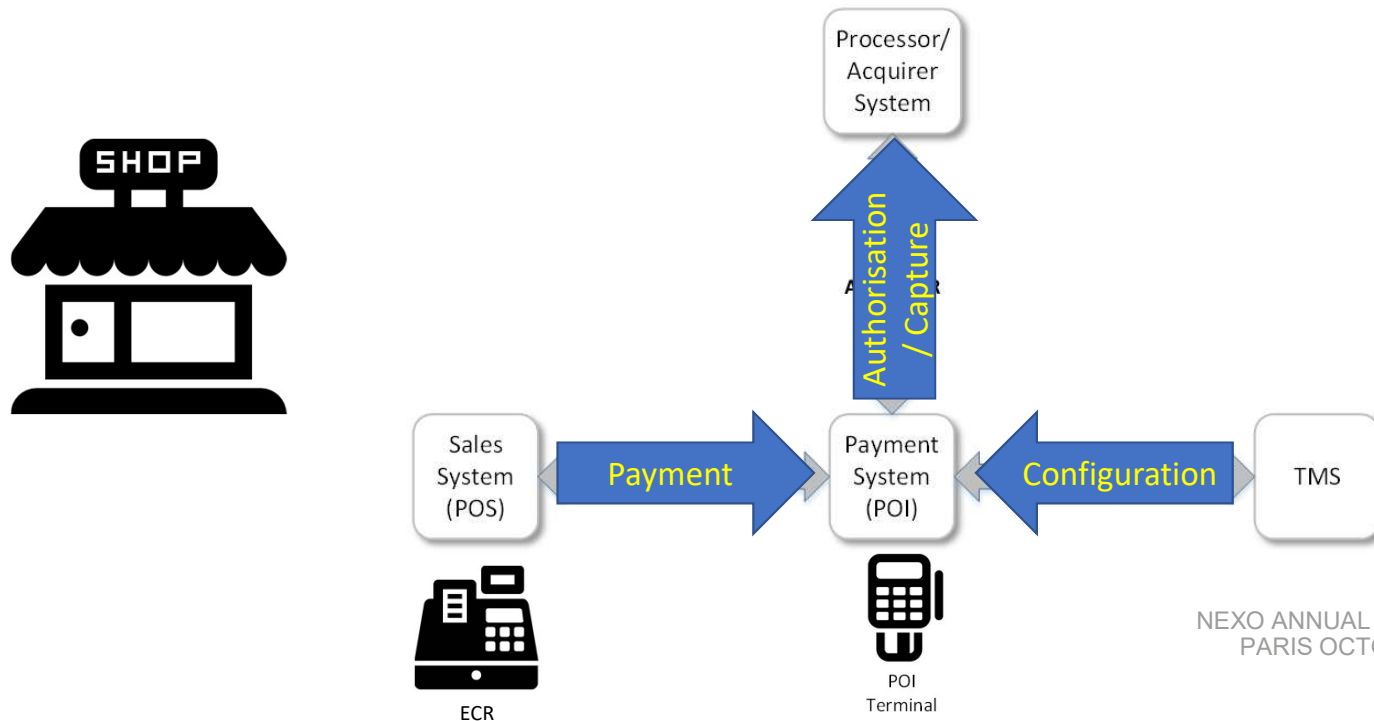 Processor/
Acquirer
System
SHOP
Authorisation
/ Capture
Sales
System
(POS)
Payment
Payment
System
(POI)
Configuration
TMS
NEXO ANNUAL
PARIS
ECR
POI
Terminal